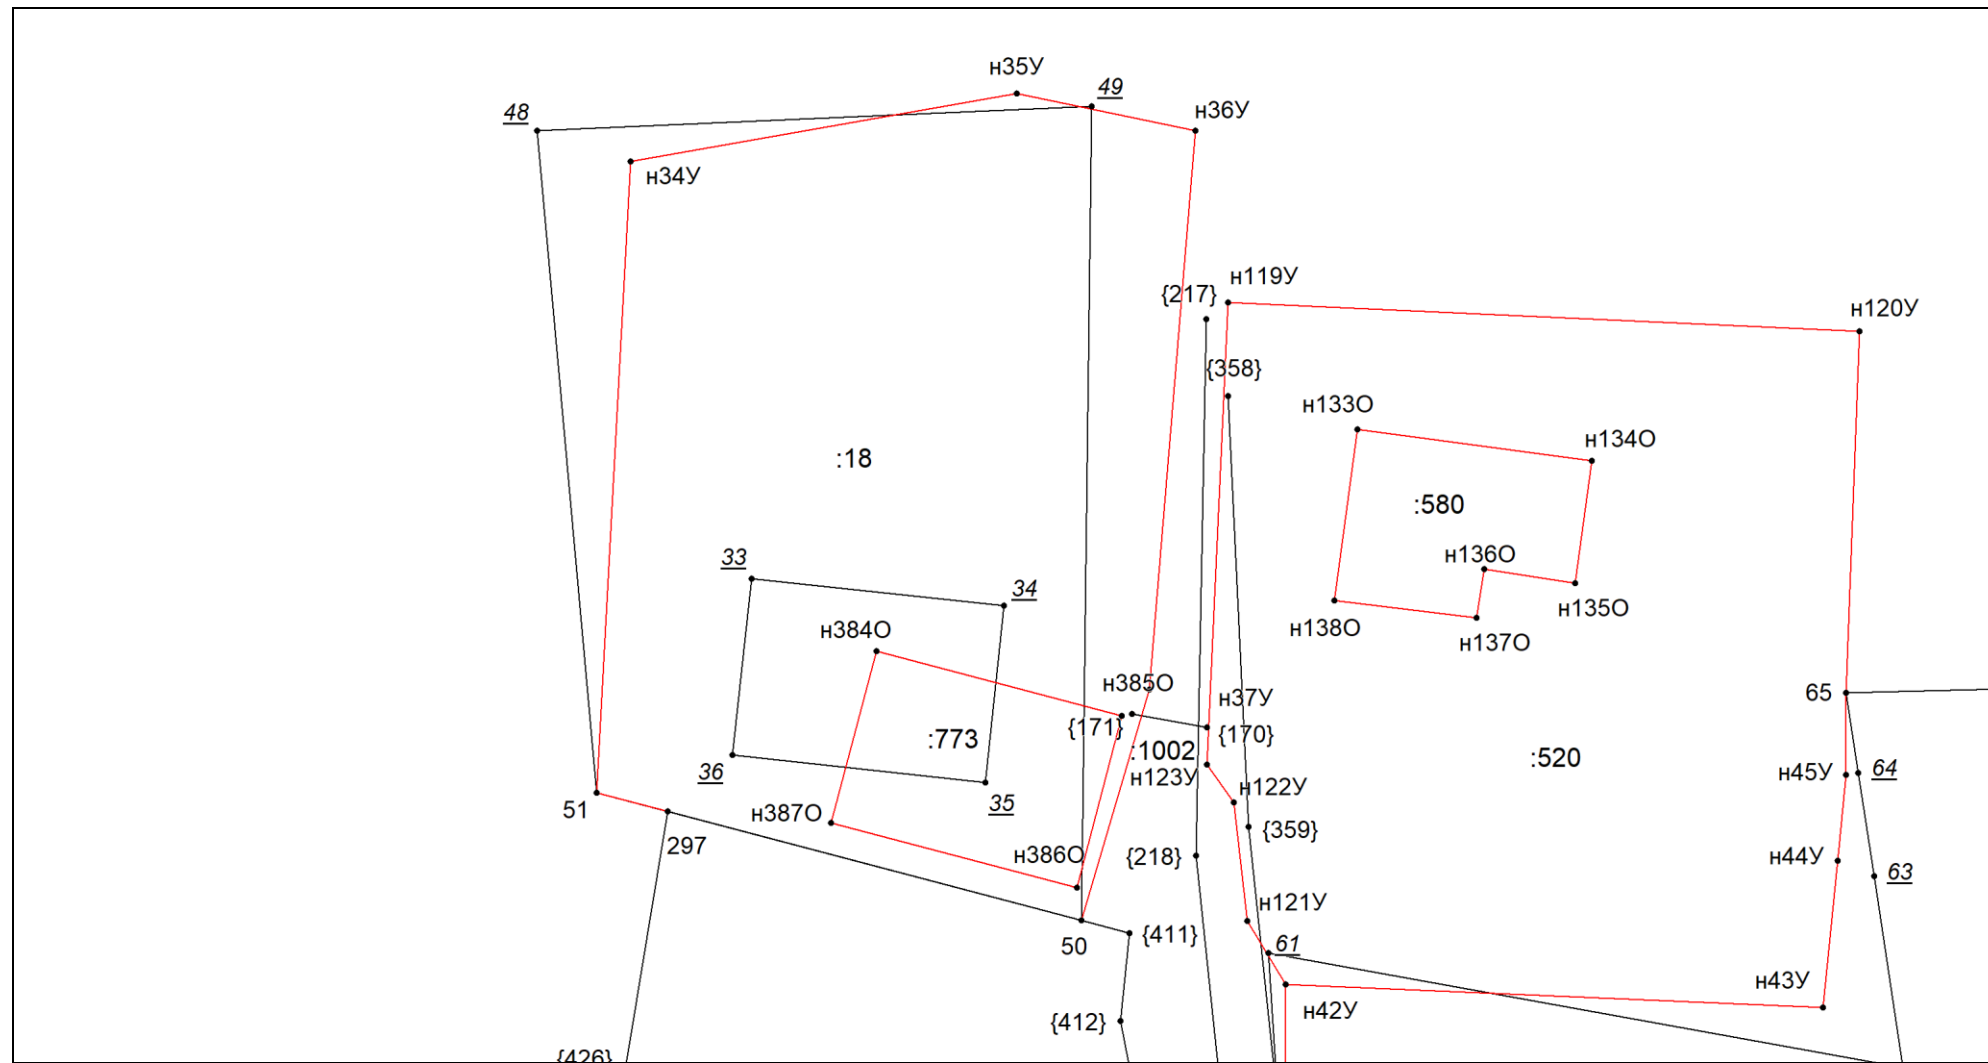 н35У
49
48
н36У
н34У
{217}
н119У
н120У
{358}
н133О
н134О
:18
:580
33
34
н136О
н135О
н138О
н137О
н384О
н385О
н37У
65
{171}
{170}
:773
:1002
н123У
:520
36
35
н45У
64
51
н387О
н122У
297
{359}
н386О
{218}
н44У
63
н121У
50
{411}
61
н43У
н42У
{412}
{426}